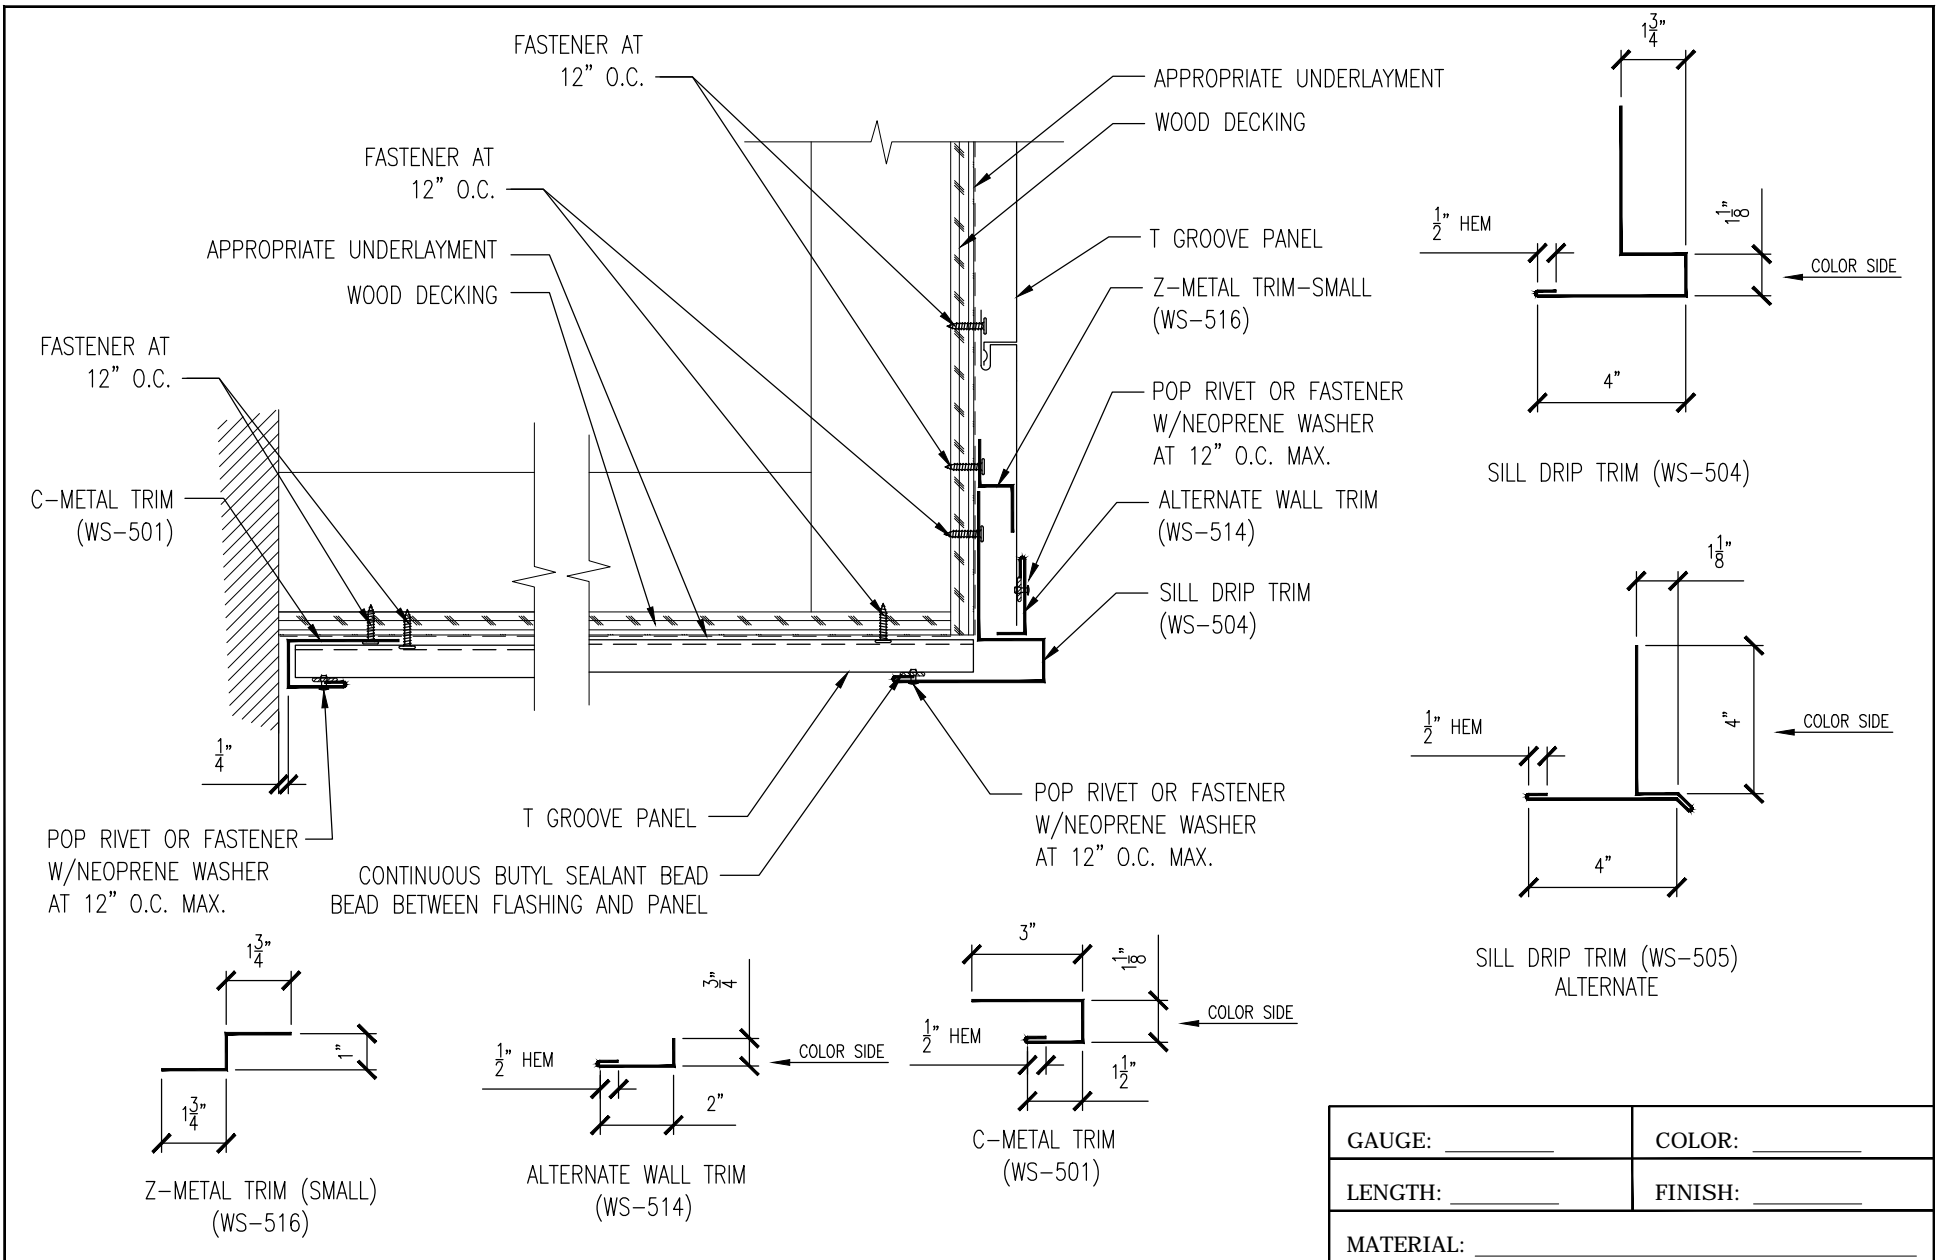 FASTENER AT
12" O.C.
APPROPRIATE UNDERLAYMENT
WOOD DECKING
FASTENER AT
12" O.C.
APPROPRIATE UNDERLAYMENT
WOOD DECKING
FASTENER AT
12" O.C.
C-METAL TRIM
(WS-501)
T GROOVE PANEL
Z-METAL TRIM-SMALL
(WS-516)
POP RIVET OR FASTENER
W/NEOPRENE WASHER
AT 12" O.C. MAX.
ALTERNATE WALL TRIM
(WS-514)
SILL DRIP TRIM
(WS-504)
1/4"
POP RIVET OR FASTENER
W/NEOPRENE WASHER
AT 12" O.C. MAX.
T GROOVE PANEL
CONTINUOUS BUTYL SEALANT BEAD
BEAD BETWEEN FLASHING AND PANEL
POP RIVET OR FASTENER
W/NEOPRENE WASHER
AT 12" O.C. MAX.
1 3/4"
1/2" HEM
1 1/8"
COLOR SIDE
4"
SILL DRIP TRIM (WS-504)
1 1/8"
1/2" HEM
4"
COLOR SIDE
4"
SILL DRIP TRIM (WS-505)
ALTERNATE
1 3/4"
1"
1 3/4"
Z-METAL TRIM (SMALL)
(WS-516)
3/4"
1/2" HEM
COLOR SIDE
2"
ALTERNATE WALL TRIM
(WS-514)
3"
1 1/8"
COLOR SIDE
1/2" HEM
1 1/2"
C-METAL TRIM
(WS-501)
GAUGE:
COLOR:
LENGTH:
FINISH:
MATERIAL: